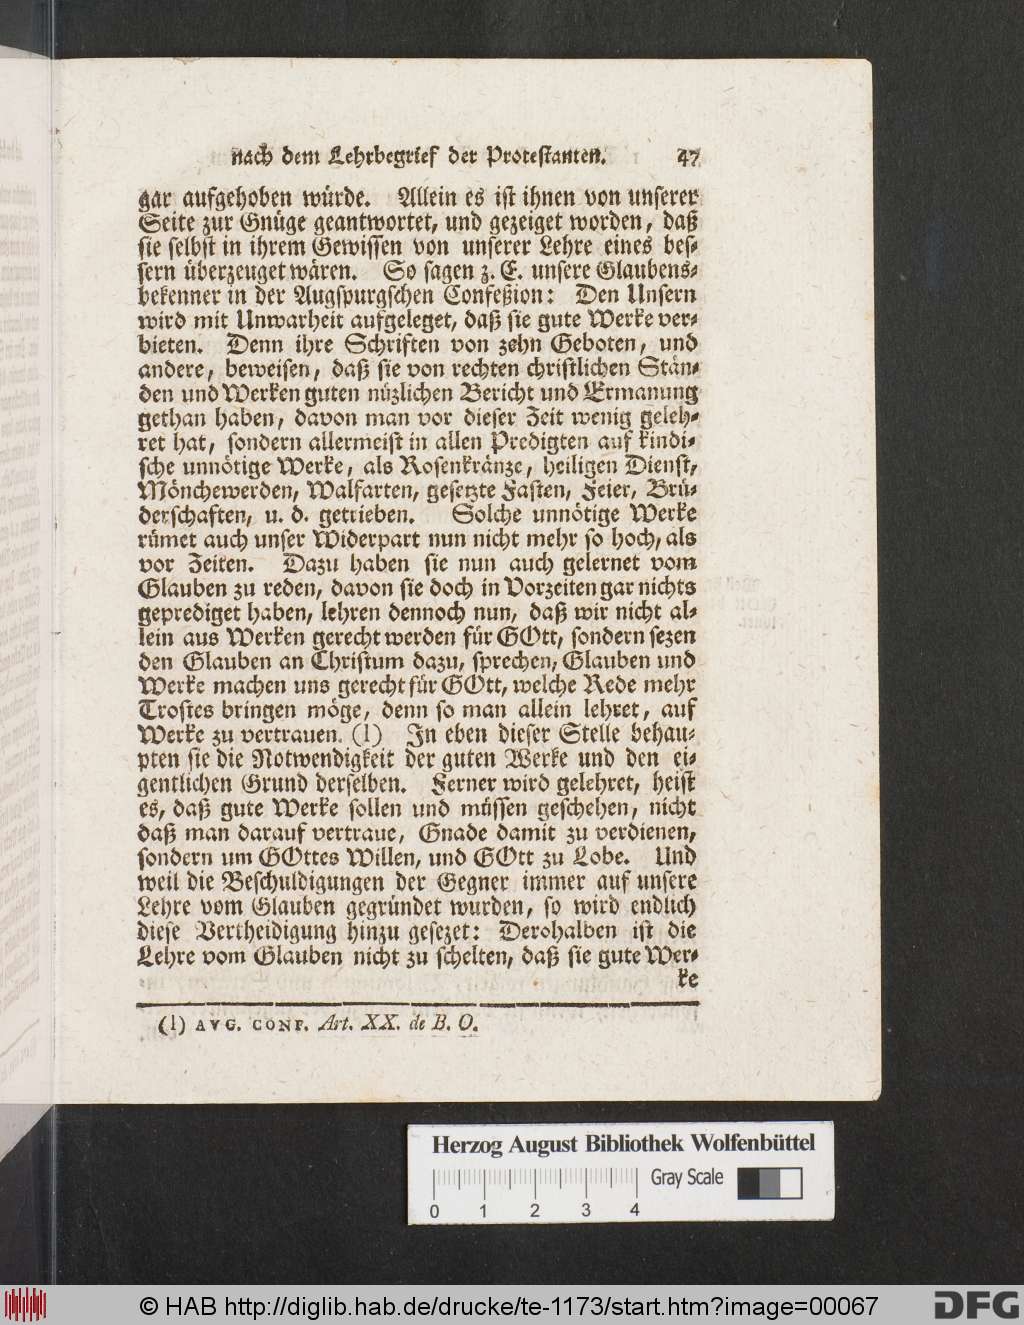 nach dem Lehrbegrief der Protestanten. 47
gar aufgehoben würde. Allein es ist ihnen von unserer
Seite zur Gnüge geantwortet, und gezeiget worden, daß
sie selbst in ihrem Gewissen von unserer Lehre eines bes-
sern überzeuget wären. So sagen z. E. unsere Glaubens-
bekenner in der Augspurgschen Confeßion: Den Unsern
wird mit Unwarheit aufgeleget, daß sie gute Werke ver-
bieten. Denn ihre Schriften von zehn Geboten, und
andere, beweisen, daß sie von rechten christlichen Stän-
den und Werken guten nüzlichen Bericht und Ermanung
gethan haben, davon man vor dieser Zeit wenig geleh-
ret hat, sondern allermeist in allen Predigten auf kindi-
sche unnötige Werke, als Rosenkränze, heiligen Dienst,
Mönchewerden, Walfarten, gesetzte Fasten, Feier, Brü-
derschaften, u. d. getrieben. Solche unnötige Werke
rümet auch unser Widerpart nun nicht mehr so hoch, als
vor Zeiten. Dazu haben sie nun auch gelernet vom
Glauben zu reden, davon sie doch in Vorzeiten gar nichts
geprediget haben, lehren dennoch nun, daß wir nicht al-
lein aus Werken gerecht werden für GOtt, sondern sezen
den Glauben an Christum dazu, sprechen, Glauben und
Werke machen uns gerecht für GOtt, welche Rede mehr
Trostes bringen möge, denn so man allein lehret, auf
Werke zu vertrauen. (l) In eben dieser Stelle behau-
pten sie die Notwendigkeit der guten Werke und den ei-
gentlichen Grund derselben. Ferner wird gelehret, heist
es, daß gute Werke sollen und müssen geschehen, nicht
daß man darauf vertraue, Gnade damit zu verdienen,
sondern um GOttes Willen, und GOtt zu Lobe. Und
weil die Beschuldigungen der Gegner immer auf unsere
Lehre vom Glauben gegründet wurden, so wird endlich
diese Vertheidigung hinzu gesezet: Derohalben ist die
Lehre vom Glauben nicht zu schelten, daß sie gute Wer-
ke
(l) AVG. CONF. Art. XX. de B. O.
Herzog August Bibliothek Wolfenbüttel
Gray Scale
0 1 2 3 4
© HAB http://diglib.hab.de/drucke/te-1173/start.htm?image=00067
DFG